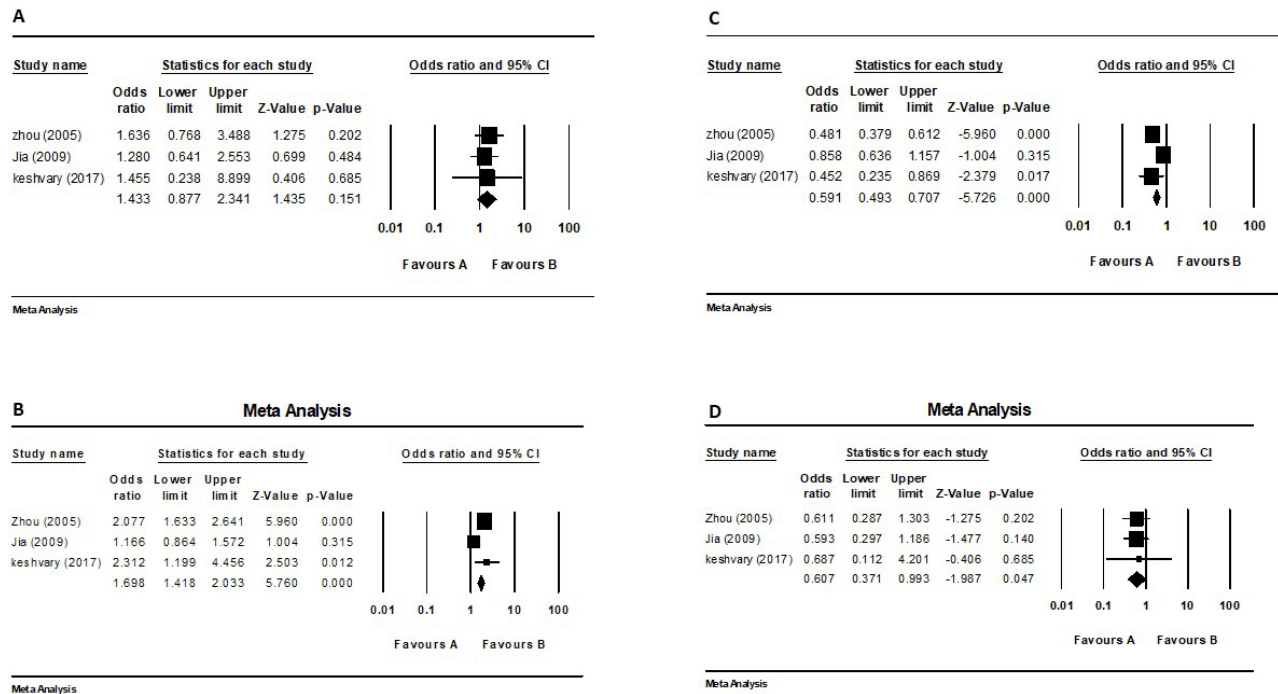 A
Study name Statistics for each study Odds ratio and 95% CI
Odds Lower Upper
ratio limit limit Z-Value p-Value
zhou (2005) 1.636 0.768 3.488 1.275 0.202
Jia (2009) 1.280 0.641 2.553 0.699 0.484
keshvary (2017) 1.455 0.238 8.899 0.406 0.685
1.433 0.877 2.341 1.435 0.151
0.01 0.1 1 10 100
Favours A Favours B
Meta Analysis
B
Meta Analysis
Study name Statistics for each study Odds ratio and 95% CI
Odds Lower Upper
ratio limit limit Z-Value p-Value
Zhou (2005) 2.077 1.633 2.641 5.960 0.000
Jia (2009) 1.166 0.864 1.572 1.004 0.315
keshvary (2017) 2.312 1.199 4.456 2.503 0.012
1.698 1.418 2.033 5.760 0.000
0.01 0.1 1 10 100
Favours A Favours B
Meta Analysis
C
Study name Statistics for each study Odds ratio and 95% CI
Odds Lower Upper
ratio limit limit Z-Value p-Value
zhou (2005) 0.481 0.379 0.612 -5.960 0.000
Jia (2009) 0.858 0.636 1.157 -1.004 0.315
keshvary (2017) 0.452 0.235 0.869 -2.379 0.017
0.591 0.493 0.707 -5.726 0.000
0.01 0.1 1 10 100
Favours A Favours B
Meta Analysis
D
Meta Analysis
Study name Statistics for each study Odds ratio and 95% CI
Odds Lower Upper
ratio limit limit Z-Value p-Value
Zhou (2005) 0.611 0.287 1.303 -1.275 0.202
Jia (2009) 0.593 0.297 1.186 -1.477 0.140
keshvary (2017) 0.687 0.112 4.201 -0.406 0.685
0.607 0.371 0.993 -1.987 0.047
0.01 0.1 1 10 100
Favours A Favours B
Meta Analysis